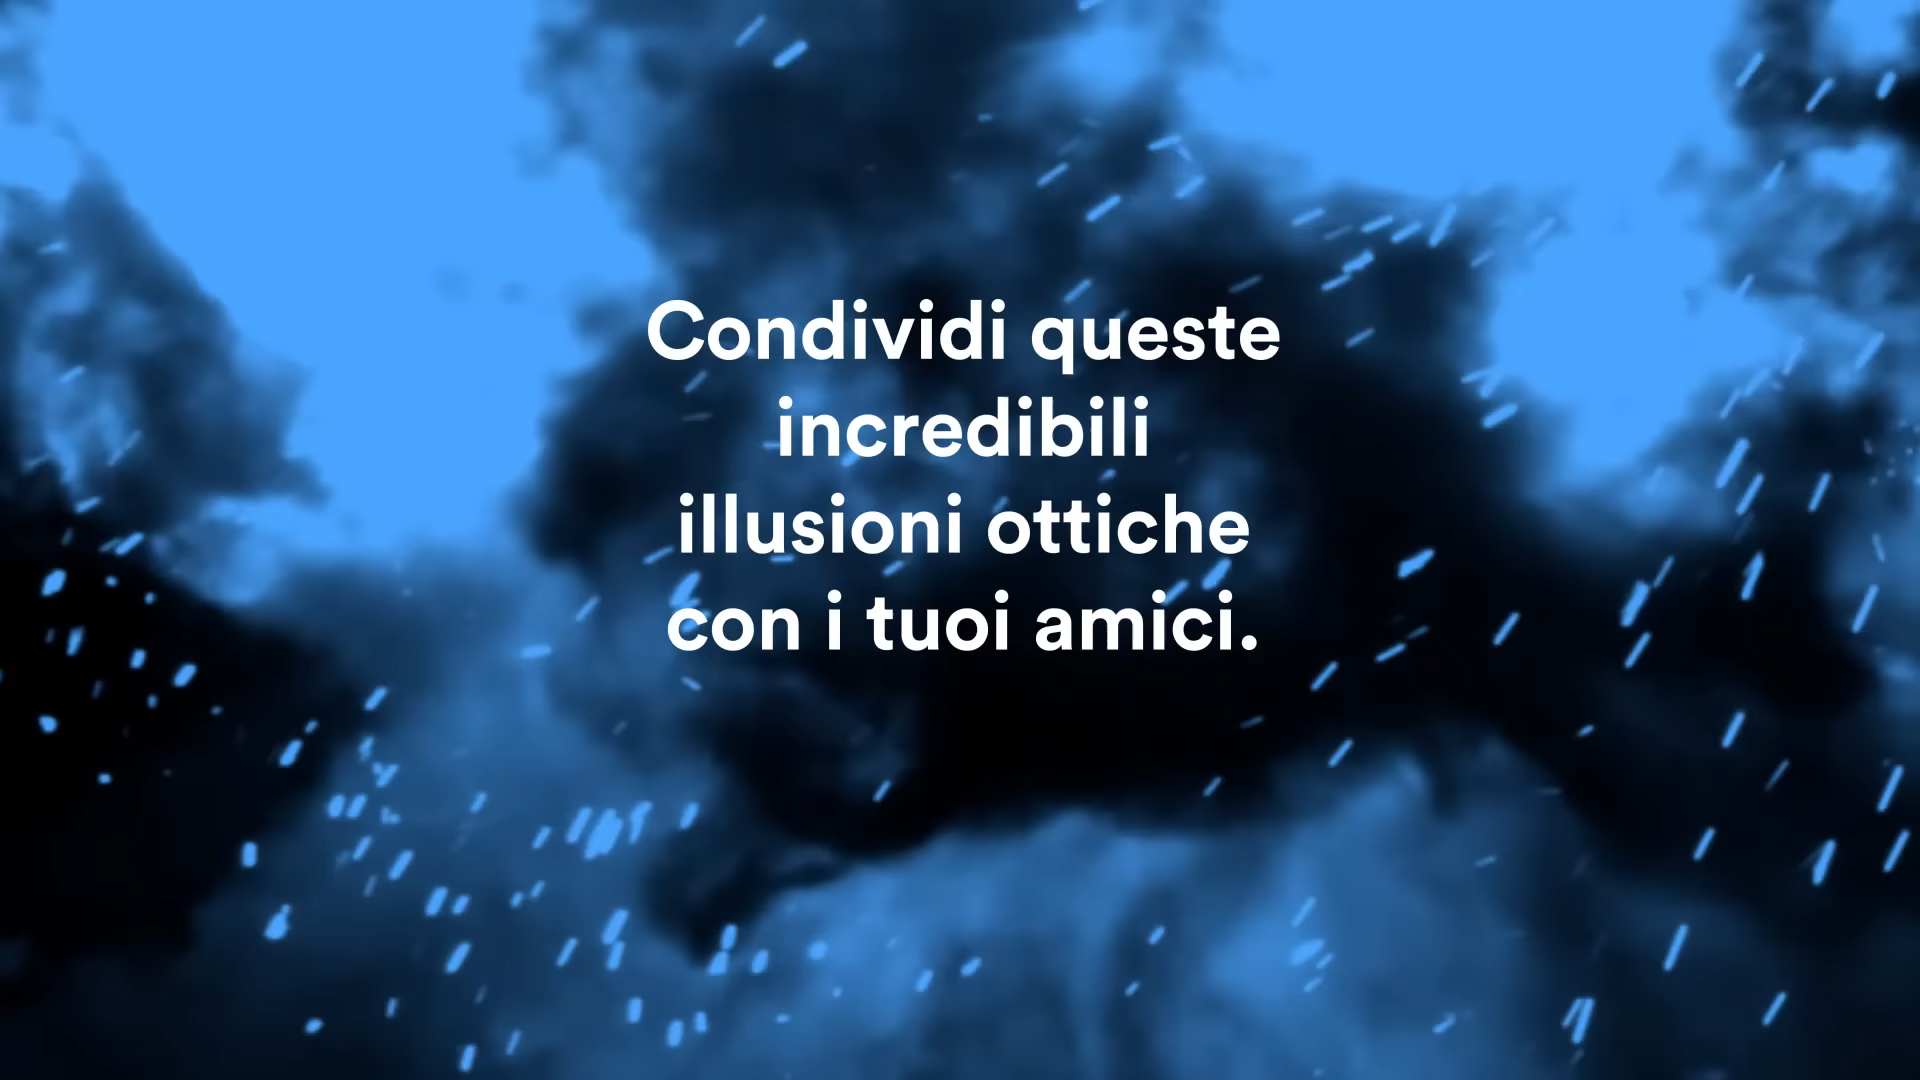 Condividi queste
incredibili
illusioni ottiche
con i tuoi amici.